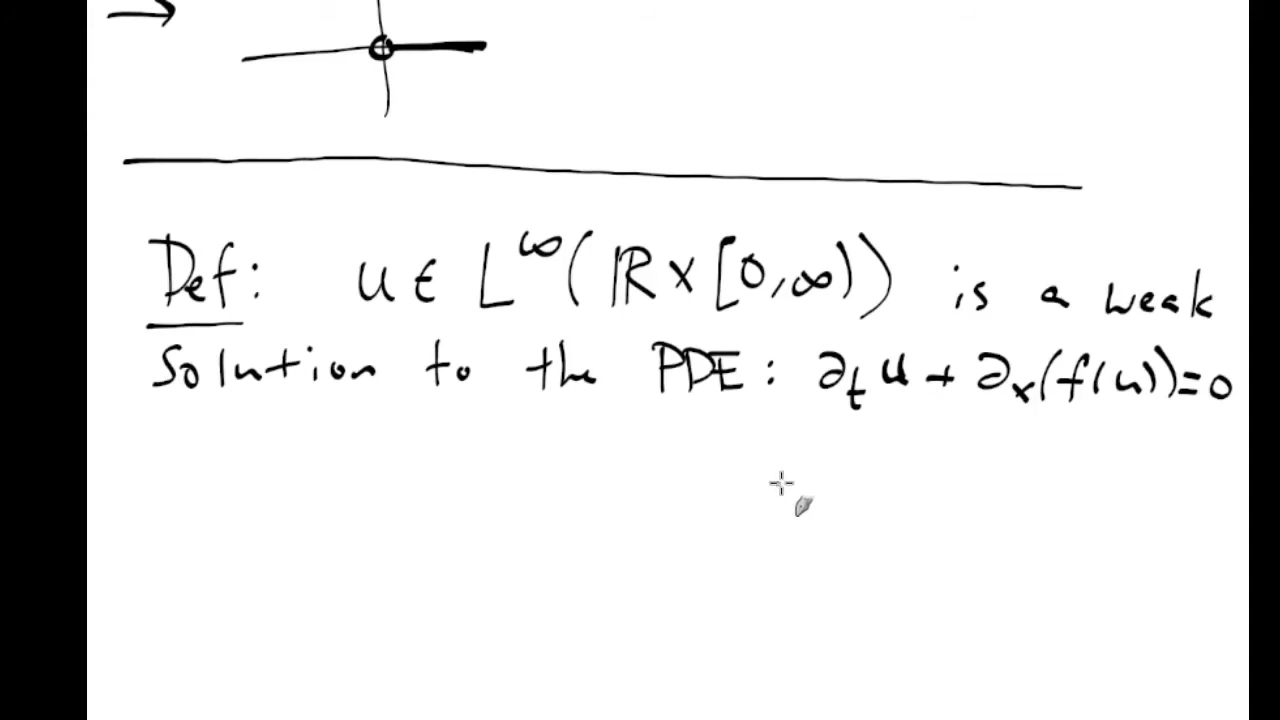 Def: u ∈ L^∞(ℝ×[0,∞)) is a weak
solution to the PDE: ∂_t u + ∂_x(f(u))=0